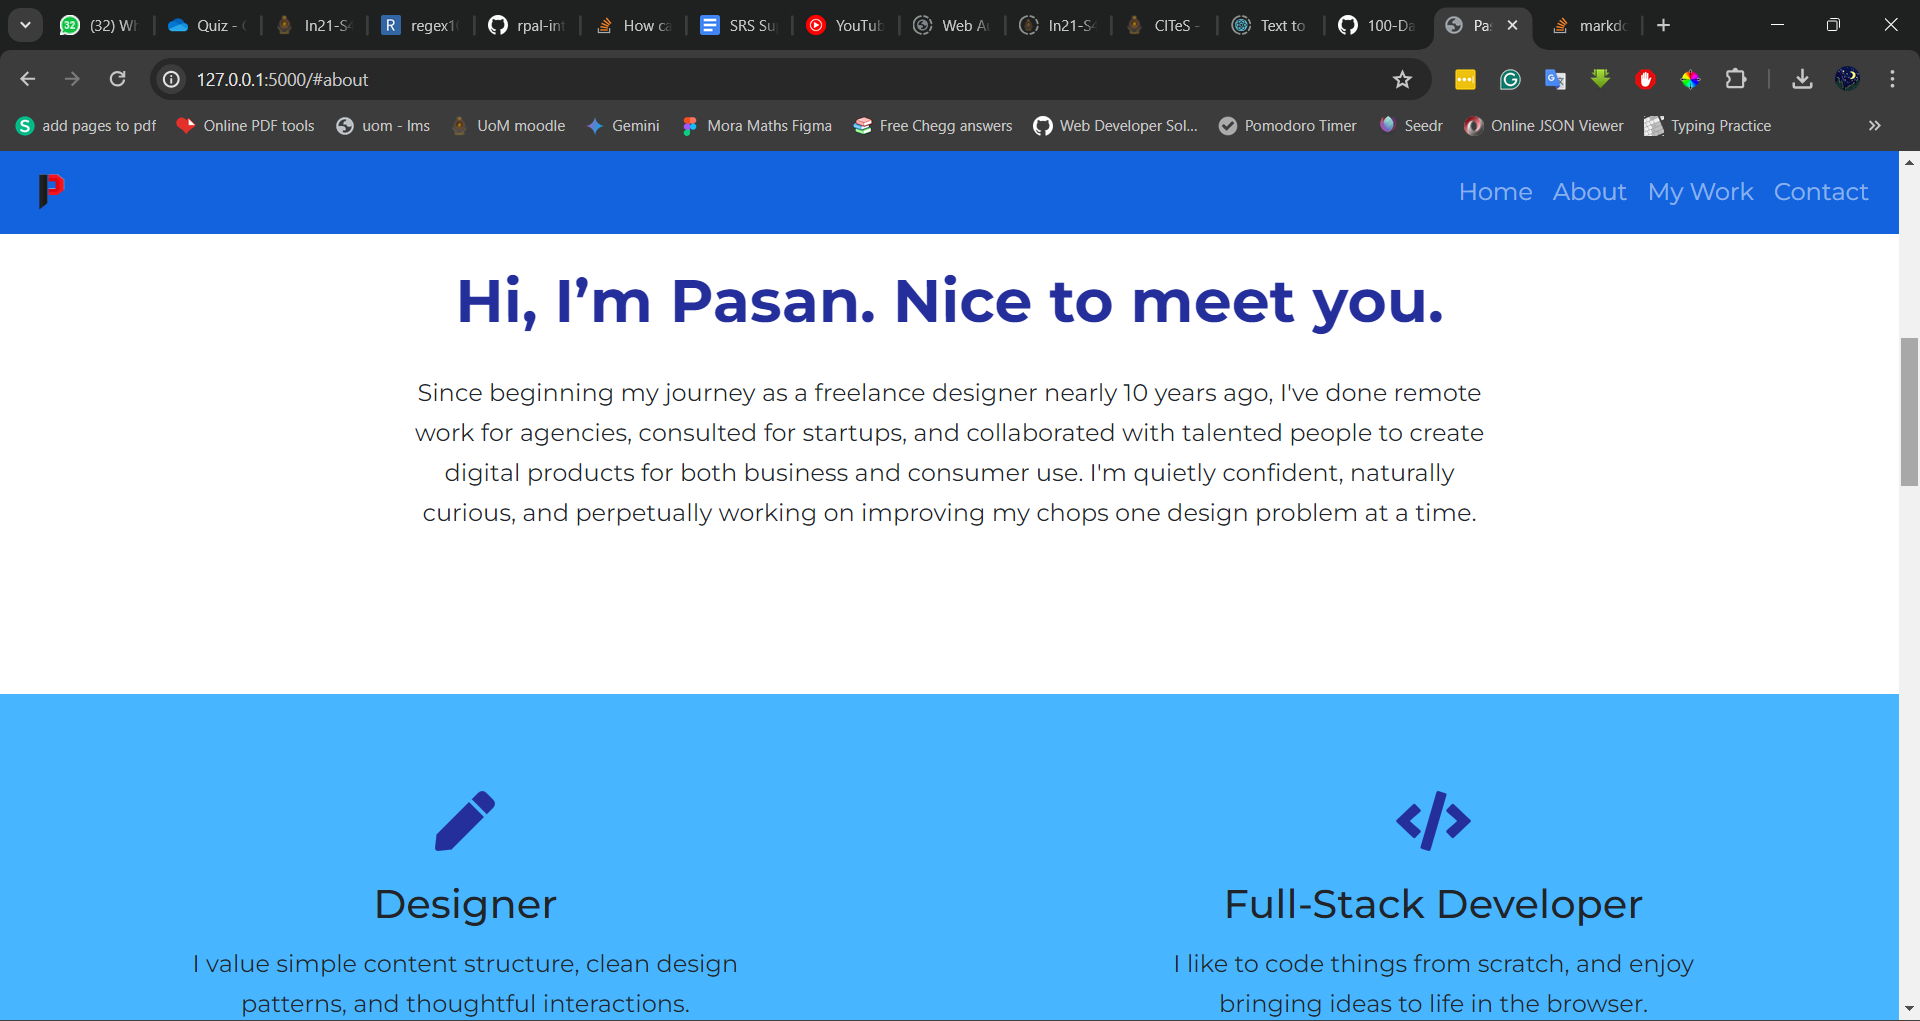 32 (32) Wh
Quiz -
In21-S4
R regex1
rpal-int
How ca
SRS Su
YouTub
Web A
In21-S4
CITeS -
Text to
100-Da
Pa
markdo
127.0.0.1:5000/#about
S add pages to pdf
Online PDF tools
uom - lms
UoM moodle
Gemini
Mora Maths Figma
Free Chegg answers
Web Developer Sol...
Pomodoro Timer
Seedr
Online JSON Viewer
Typing Practice
P
Home About My Work Contact
Hi, I’m Pasan. Nice to meet you.
Since beginning my journey as a freelance designer nearly 10 years ago, I've done remote
work for agencies, consulted for startups, and collaborated with talented people to create
digital products for both business and consumer use. I'm quietly confident, naturally
curious, and perpetually working on improving my chops one design problem at a time.
Designer
I value simple content structure, clean design
patterns, and thoughtful interactions.
Full-Stack Developer
I like to code things from scratch, and enjoy
bringing ideas to life in the browser.